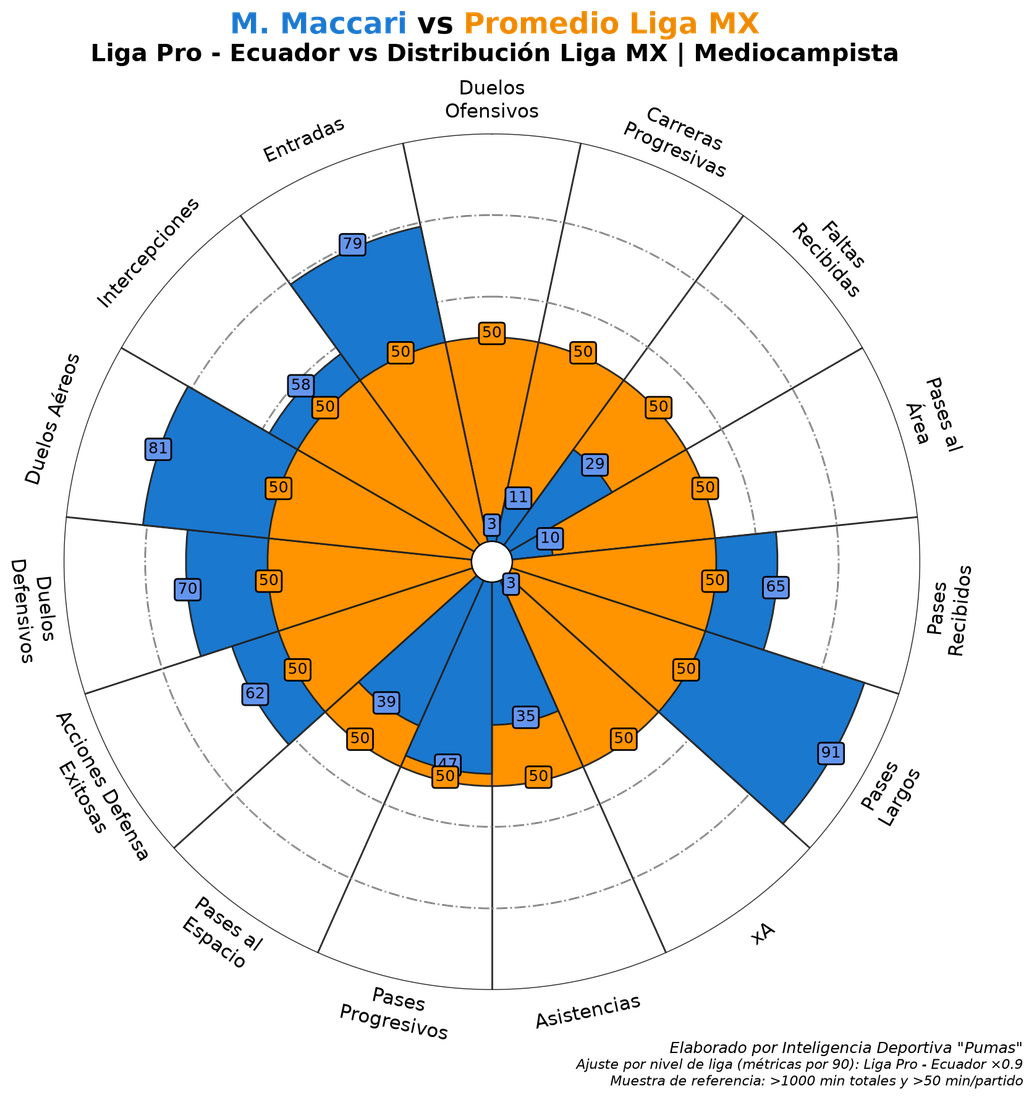 M. Maccari vs Promedio Liga MX
Liga Pro - Ecuador vs Distribución Liga MX | Mediocampista
Duelos
Ofensivos
Carreras
Progresivas
Faltas
Recibidas
Pases al
Área
Pases
Recibidos
Pases
Largos
xA
Asistencias
Pases
Progresivos
Pases al
Espacio
Acciones Defensa
Exitosas
Duelos
Defensivos
Duelos Aéreos
Intercepciones
Entradas
3
50
11
50
29
50
10
50
65
50
91
50
3
50
35
50
47
50
39
50
62
50
70
50
81
50
58
50
79
50
Elaborado por Inteligencia Deportiva "Pumas"
Ajuste por nivel de liga (métricas por 90): Liga Pro - Ecuador ×0.9
Muestra de referencia: >1000 min totales y >50 min/partido